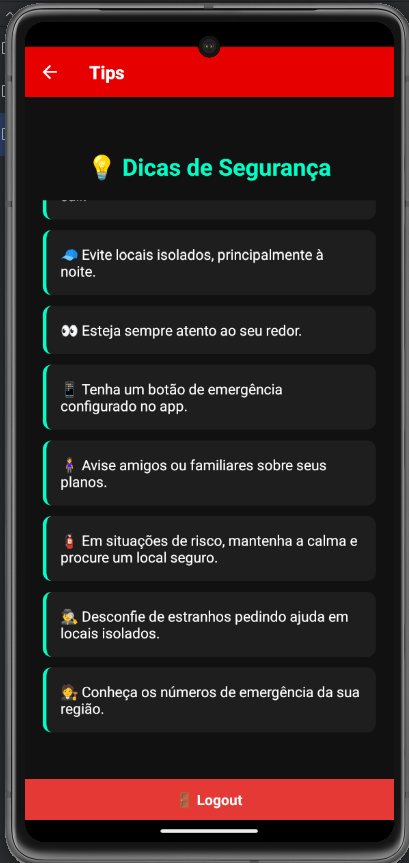 Tips
💡 Dicas de Segurança
🧢 Evite locais isolados, principalmente à
noite.
👀 Esteja sempre atento ao seu redor.
📱 Tenha um botão de emergência
configurado no app.
🧍‍♀️ Avise amigos ou familiares sobre seus
planos.
🧯 Em situações de risco, mantenha a calma e
procure um local seguro.
🕵️ Desconfie de estranhos pedindo ajuda em
locais isolados.
🧑‍⚖️ Conheça os números de emergência da sua
região.
🚪 Logout